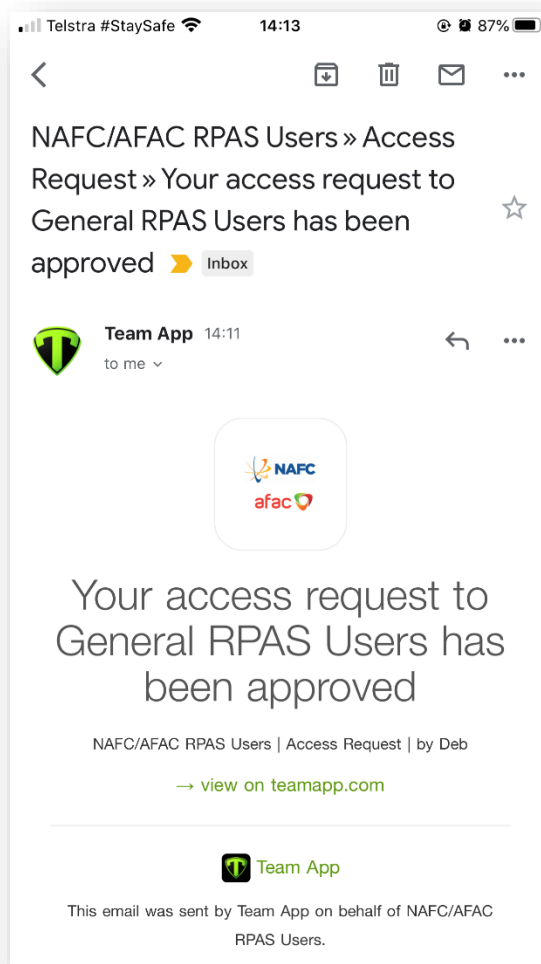 Telstra #StaySafe 14:13 87%
NAFC/AFAC RPAS Users » Access
Request » Your access request to
General RPAS Users has been
approved Inbox
Team App 14:11
to me
NAFC
afac
Your access request to
General RPAS Users has
been approved
NAFC/AFAC RPAS Users | Access Request | by Deb
→ view on teamapp.com
Team App
This email was sent by Team App on behalf of NAFC/AFAC
RPAS Users.